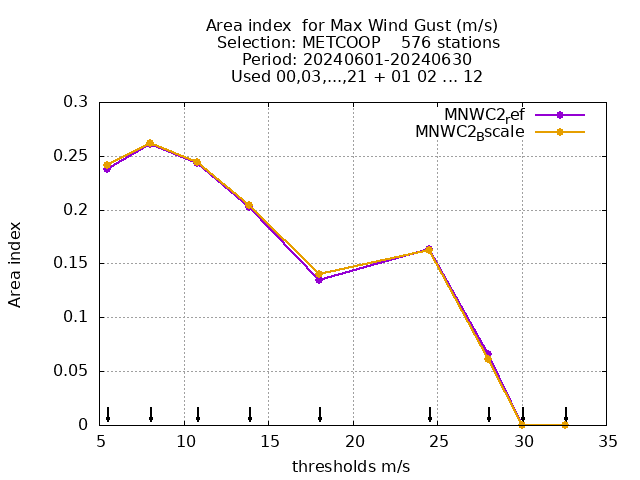 Area index  for Max Wind Gust (m/s)
Selection: METCOOP    576 stations
Period: 20240601-20240630
Used 00,03,...,21 + 01 02 ... 12
MNWC2ref
MNWC2Bscale
0.3
0.25
0.2
0.15
0.1
0.05
0
Area index
5 10 15 20 25 30 35
thresholds m/s